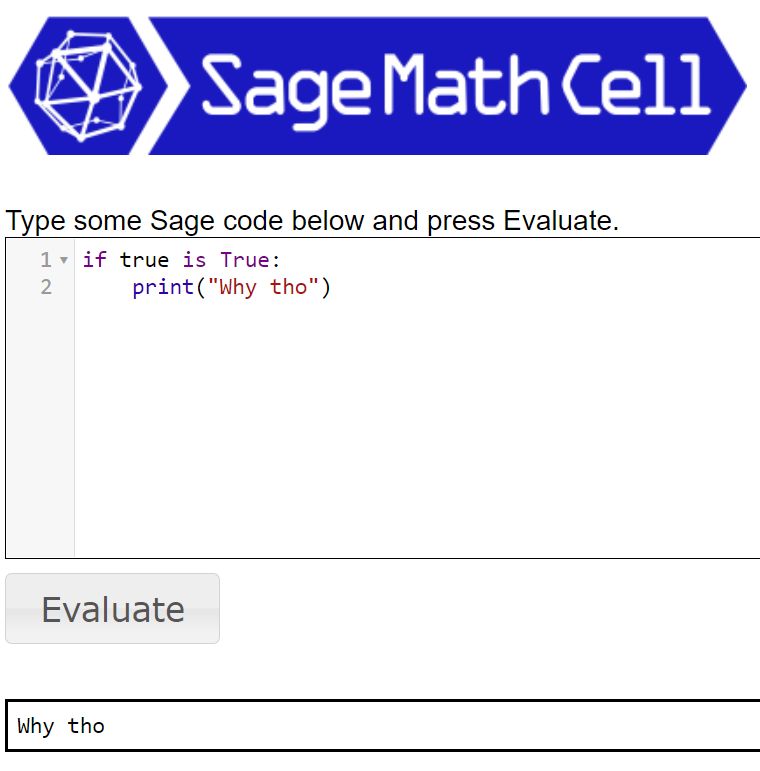 SageMathCell
Type some Sage code below and press Evaluate.
1 if true is True:
2     print("Why tho")
Evaluate
Why tho